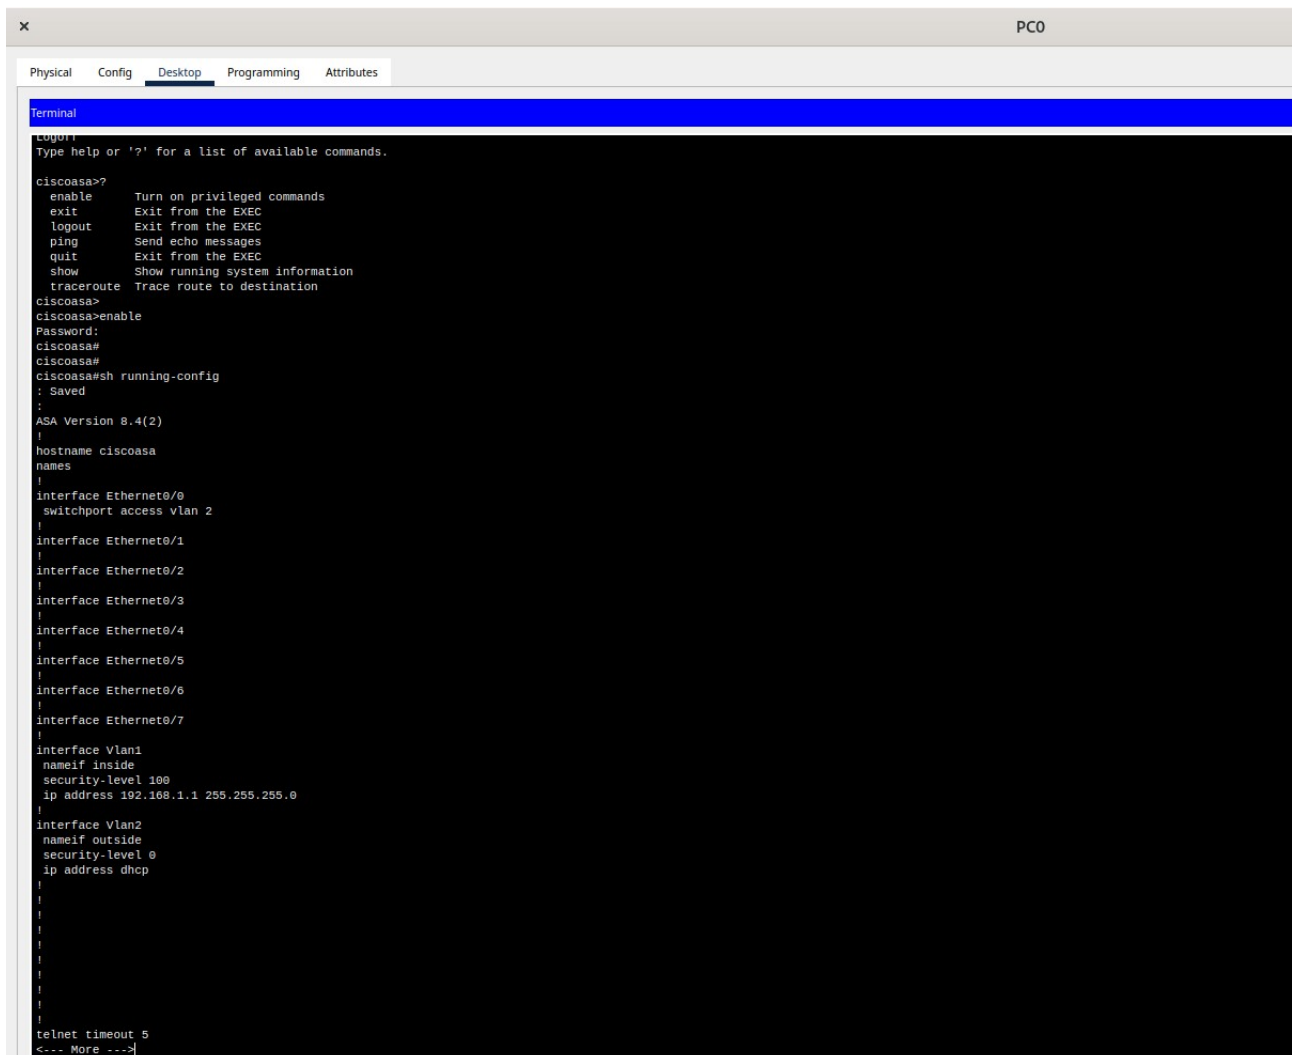 × PC0
Physical Config Desktop Programming Attributes
Terminal
Logoff
Type help or '?' for a list of available commands.
ciscoasa>?
enable Turn on privileged commands
exit Exit from the EXEC
logout Exit from the EXEC
ping Send echo messages
quit Exit from the EXEC
show Show running system information
traceroute Trace route to destination
ciscoasa>
ciscoasa>enable
Password:
ciscoasa#
ciscoasa#
ciscoasa#sh running-config
: Saved
:
ASA Version 8.4(2)
!
hostname ciscoasa
names
!
interface Ethernet0/0
switchport access vlan 2
!
interface Ethernet0/1
!
interface Ethernet0/2
!
interface Ethernet0/3
!
interface Ethernet0/4
!
interface Ethernet0/5
!
interface Ethernet0/6
!
interface Ethernet0/7
!
interface Vlan1
nameif inside
security-level 100
ip address 192.168.1.1 255.255.255.0
!
interface Vlan2
nameif outside
security-level 0
ip address dhcp
!
!
!
!
!
!
!
!
!
!
telnet timeout 5
<--- More --->